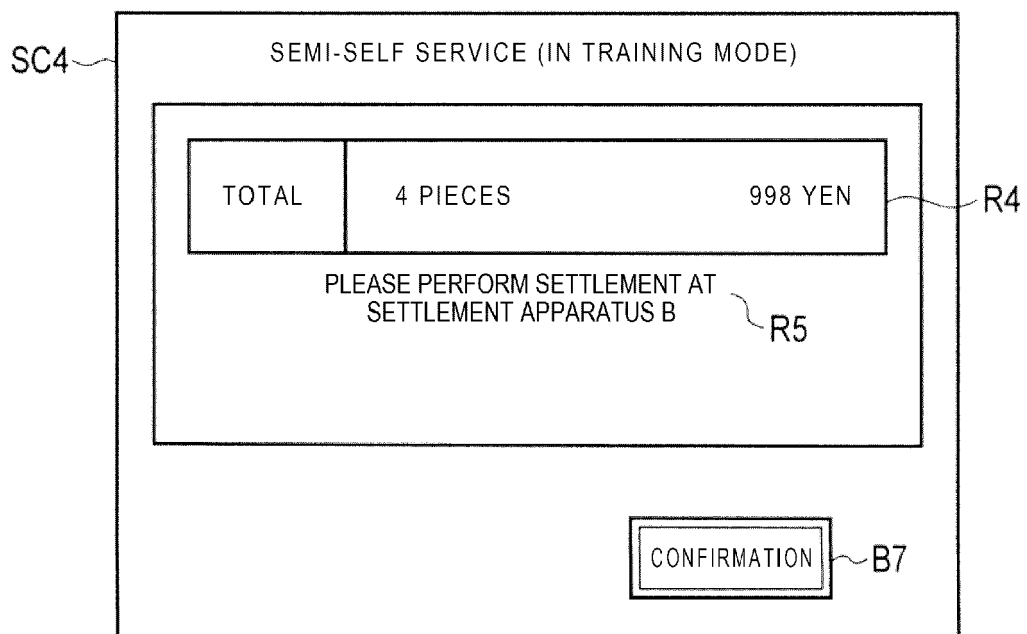 SC4
SEMI-SELF SERVICE (IN TRAINING MODE)
TOTAL 4 PIECES 998 YEN
R4
PLEASE PERFORM SETTLEMENT AT
SETTLEMENT APPARATUS B
R5
CONFIRMATION
B7